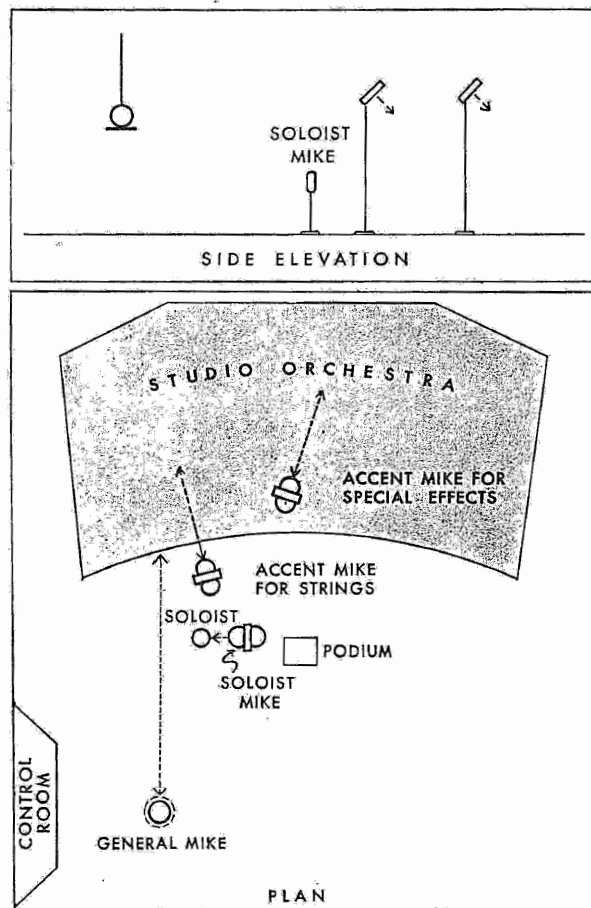 SOLOIST
MIKE
SIDE ELEVATION
STUDIO ORCHESTRA
ACCENT MIKE FOR
SPECIAL EFFECTS
ACCENT MIKE
FOR STRINGS
SOLOIST
PODIUM
SOLOIST
MIKE
CONTROL
ROOM
GENERAL MIKE
PLAN